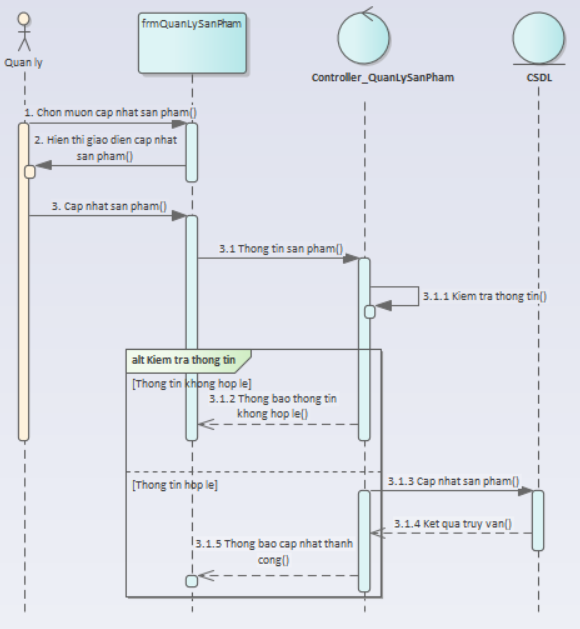 frmQuanLySanPham
Quan ly
Controller_QuanLySanPham
CSDL
1. Chon muon cap nhat san pham()
2. Hien thi giao dien cap nhat
san pham()
3. Cap nhat san pham()
3.1 Thong tin san pham()
3.1.1 Kiem tra thong tin()
alt Kiem tra thong tin
[Thong tin khong hop le]
3.1.2 Thong bao thong tin
khong hop le()
[Thong tin hop le]
3.1.3 Cap nhat san pham()
3.1.4 Ket qua truy van()
3.1.5 Thong bao cap nhat thanh
cong()